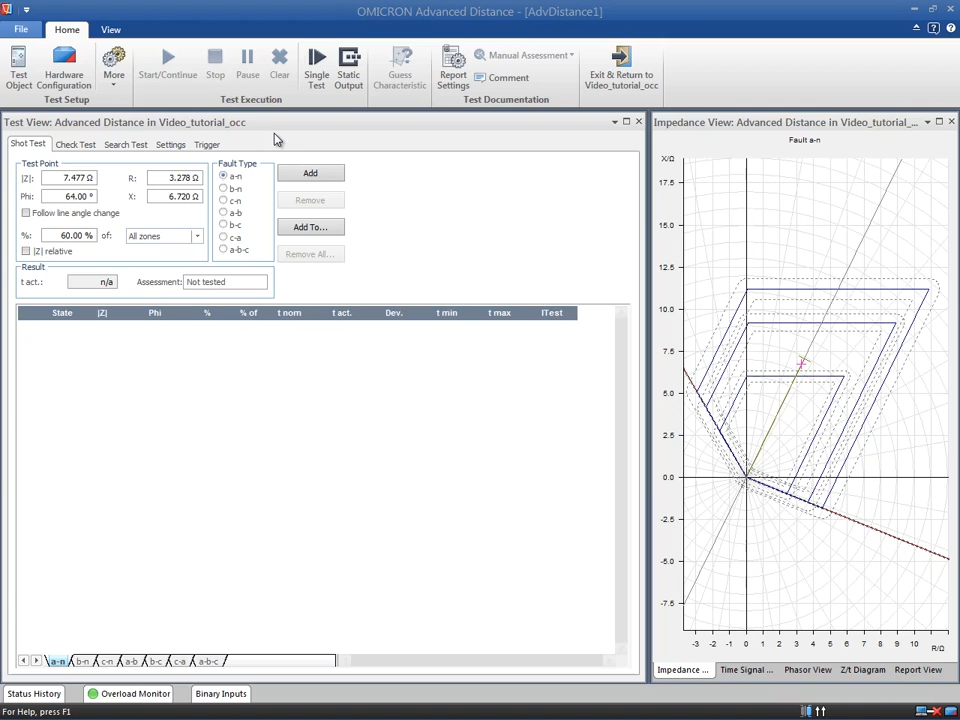 OMICRON Advanced Distance - [AdvDistance1]
File Home View
Test Object
Hardware Configuration
More
Start/Continue Stop Pause Clear
Single Test
Static Output
Guess Characteristic
Report Settings
Manual Assessment
Comment
Exit & Return to Video_tutorial_occ
Test Setup Test Execution Test Documentation
Test View: Advanced Distance in Video_tutorial_occ
Shot Test Check Test Search Test Settings Trigger
Test Point
|Z|: 7.477 Ω R: 3.278 Ω
Phi: 64.00 ° X: 6.720 Ω
Follow line angle change
%: 60.00 % of: All zones
|Z| relative
Fault Type
a-n
b-n
c-n
a-b
b-c
c-a
a-b-c
Add
Remove
Add To...
Remove All...
Result
t act.: n/a Assessment: Not tested
State |Z| Phi % % of t nom t act. Dev. t min t max ITest
a-n b-n c-n a-b b-c c-a a-b-c
Impedance View: Advanced Distance in Video_tutorial_...
Fault a-n
X/Ω
17.5
15.0
12.5
10.0
7.5
5.0
2.5
0.0
-2.5
-5.0
-7.5
-3 -2 -1 0 1 2 3 4 5 6 7 8 9 10 R/Ω
Impedance ... Time Signal ... Phasor View Z/t Diagram Report View
Status History Overload Monitor Binary Inputs
For Help, press F1